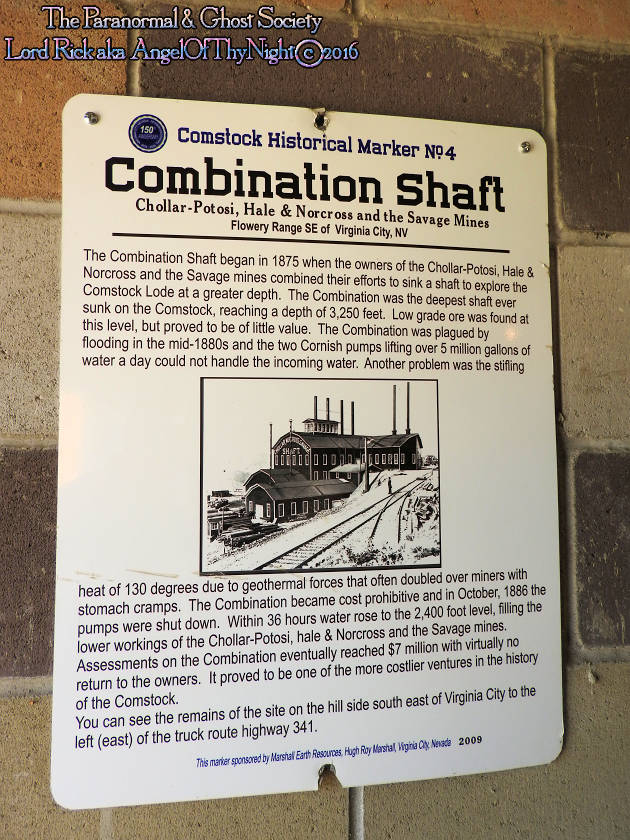 The Paranormal & Ghost Society
Lord Rick aka AngelOfThyNight© 2016
150
Comstock Historical Marker No 4
Combination Shaft
Chollar-Potosi, Hale & Norcross and the Savage Mines
Flowery Range SE of Virginia City, NV
The Combination Shaft began in 1875 when the owners of the Chollar-Potosi, Hale &
Norcross and the Savage mines combined their efforts to sink a shaft to explore the
Comstock Lode at a greater depth. The Combination was the deepest shaft ever
sunk on the Comstock, reaching a depth of 3,250 feet. Low grade ore was found at
this level, but proved to be of little value. The Combination was plagued by
flooding in the mid-1880s and the two Cornish pumps lifting over 5 million gallons of
water a day could not handle the incoming water. Another problem was the stifling
SHAFT
heat of 130 degrees due to geothermal forces that often doubled over miners with
stomach cramps. The Combination became cost prohibitive and in October, 1886 the
pumps were shut down. Within 36 hours water rose to the 2,400 foot level, filling the
lower workings of the Chollar-Potosi, hale & Norcross and the Savage mines.
Assessments on the Combination eventually reached $7 million with virtually no
return to the owners. It proved to be one of the more costlier ventures in the history
of the Comstock.
You can see the remains of the site on the hill side south east of Virginia City to the
left (east) of the truck route highway 341.
This marker sponsored by Marshall Earth Resources, Hugh Roy Marshall, Virginia City, Nevada 2009